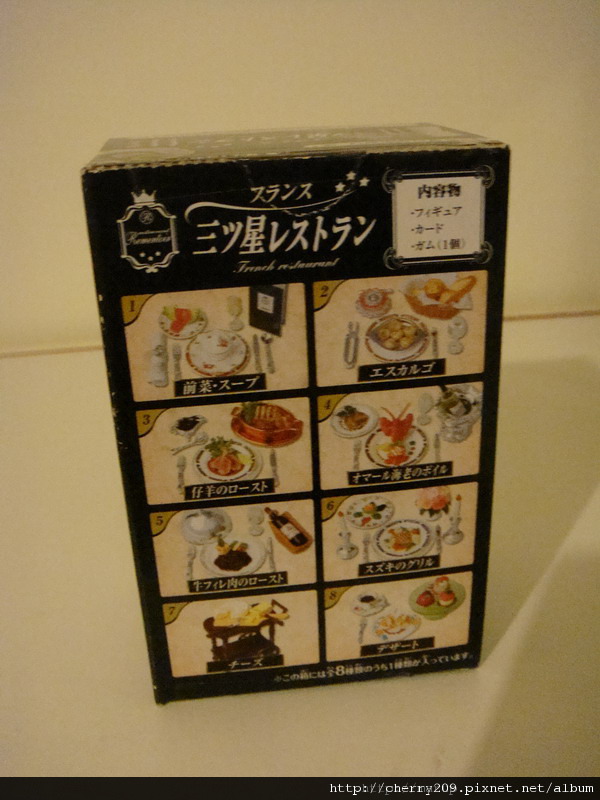 フランス
三ツ星レストラン
French restaurant
内容物
・フィギュア
・カード
・ガム（1個）
1
前菜・スープ
2
エスカルゴ
3
仔羊のロースト
4
オマール海老のボイル
5
牛フィレ肉のロースト
6
スズキのグリル
7
チーズ
8
デザート
※この箱には全8種類のうち1種類が入っています。
http://cherry209.pixnet.net/album